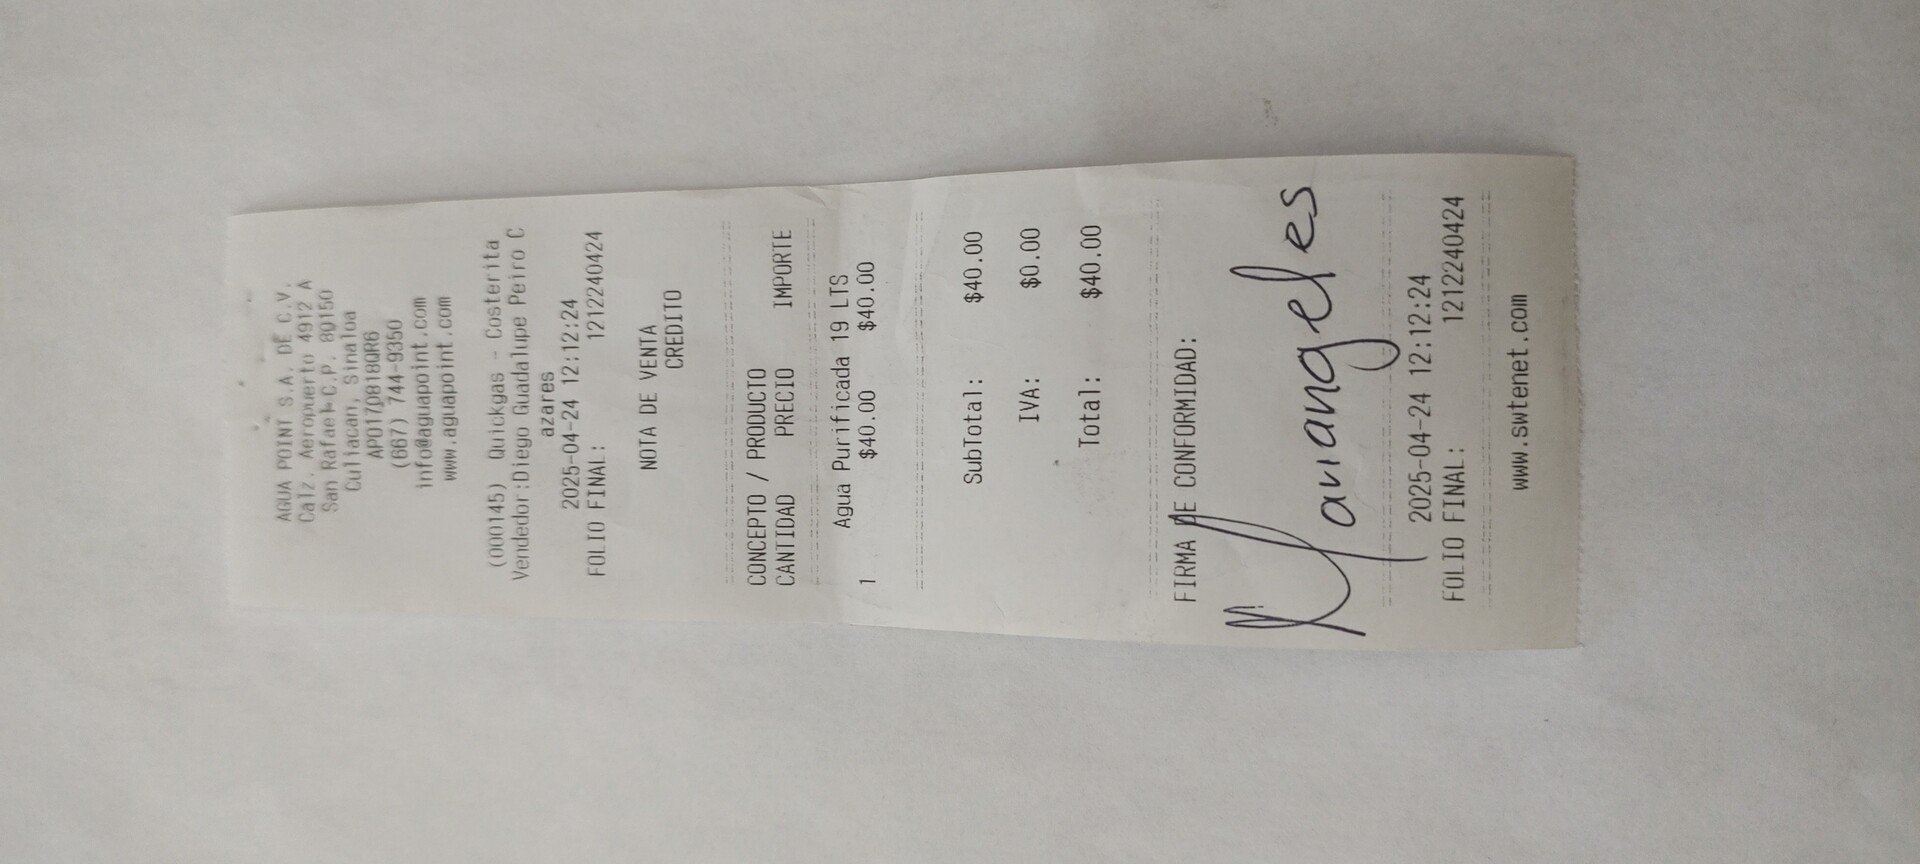 AGUA POINT S.A. DE C.V.
Calz. Aeropuerto 4912 A
San Rafael C.P. 80150
Culiacan, Sinaloa
APO170818QR6
(667) 744-9350
info@aguapoint.com
www.aguapoint.com
(000145) Quickgas - Costerita
Vendedor:Diego Guadalupe Peiro C
azares
2025-04-24 12:12:24
FOLIO FINAL: 1212240424
NOTA DE VENTA
CREDITO
CONCEPTO / PRODUCTO
CANTIDAD PRECIO IMPORTE
Agua Purificada 19 LTS
1 $40.00 $40.00
SubTotal: $40.00
IVA: $0.00
Total: $40.00
FIRMA DE CONFORMIDAD:
Mariangeles
2025-04-24 12:12:24
FOLIO FINAL: 1212240424
www.swtenet.com